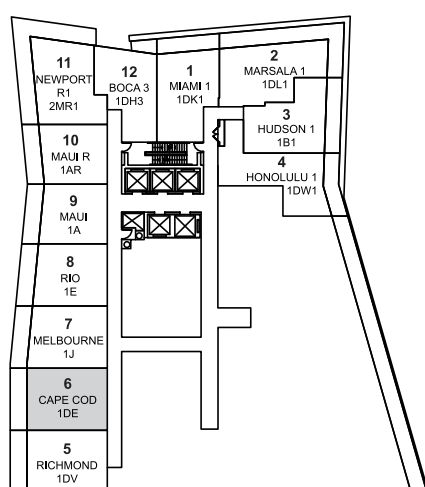 11
NEWPORT
R1
2MR1
12
BOCA 3
1DH3
1
MIAMI 1
1DK1
2
MARSALA 1
1DL1
3
HUDSON 1
1B1
4
HONOLULU 1
1DW1
10
MAUI R
1AR
9
MAUI
1A
8
RIO
1E
7
MELBOURNE
1J
6
CAPE COD
1DE
5
RICHMOND
1DV